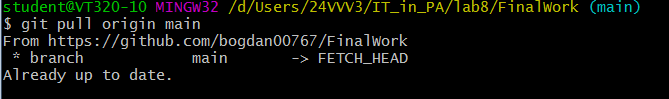 student@VT320-10 MINGW32 /d/Users/24VVV3/IT_in_PA/lab8/FinalWork (main)
$ git pull origin main
From https://github.com/bogdan00767/FinalWork
 * branch            main       -> FETCH_HEAD
Already up to date.